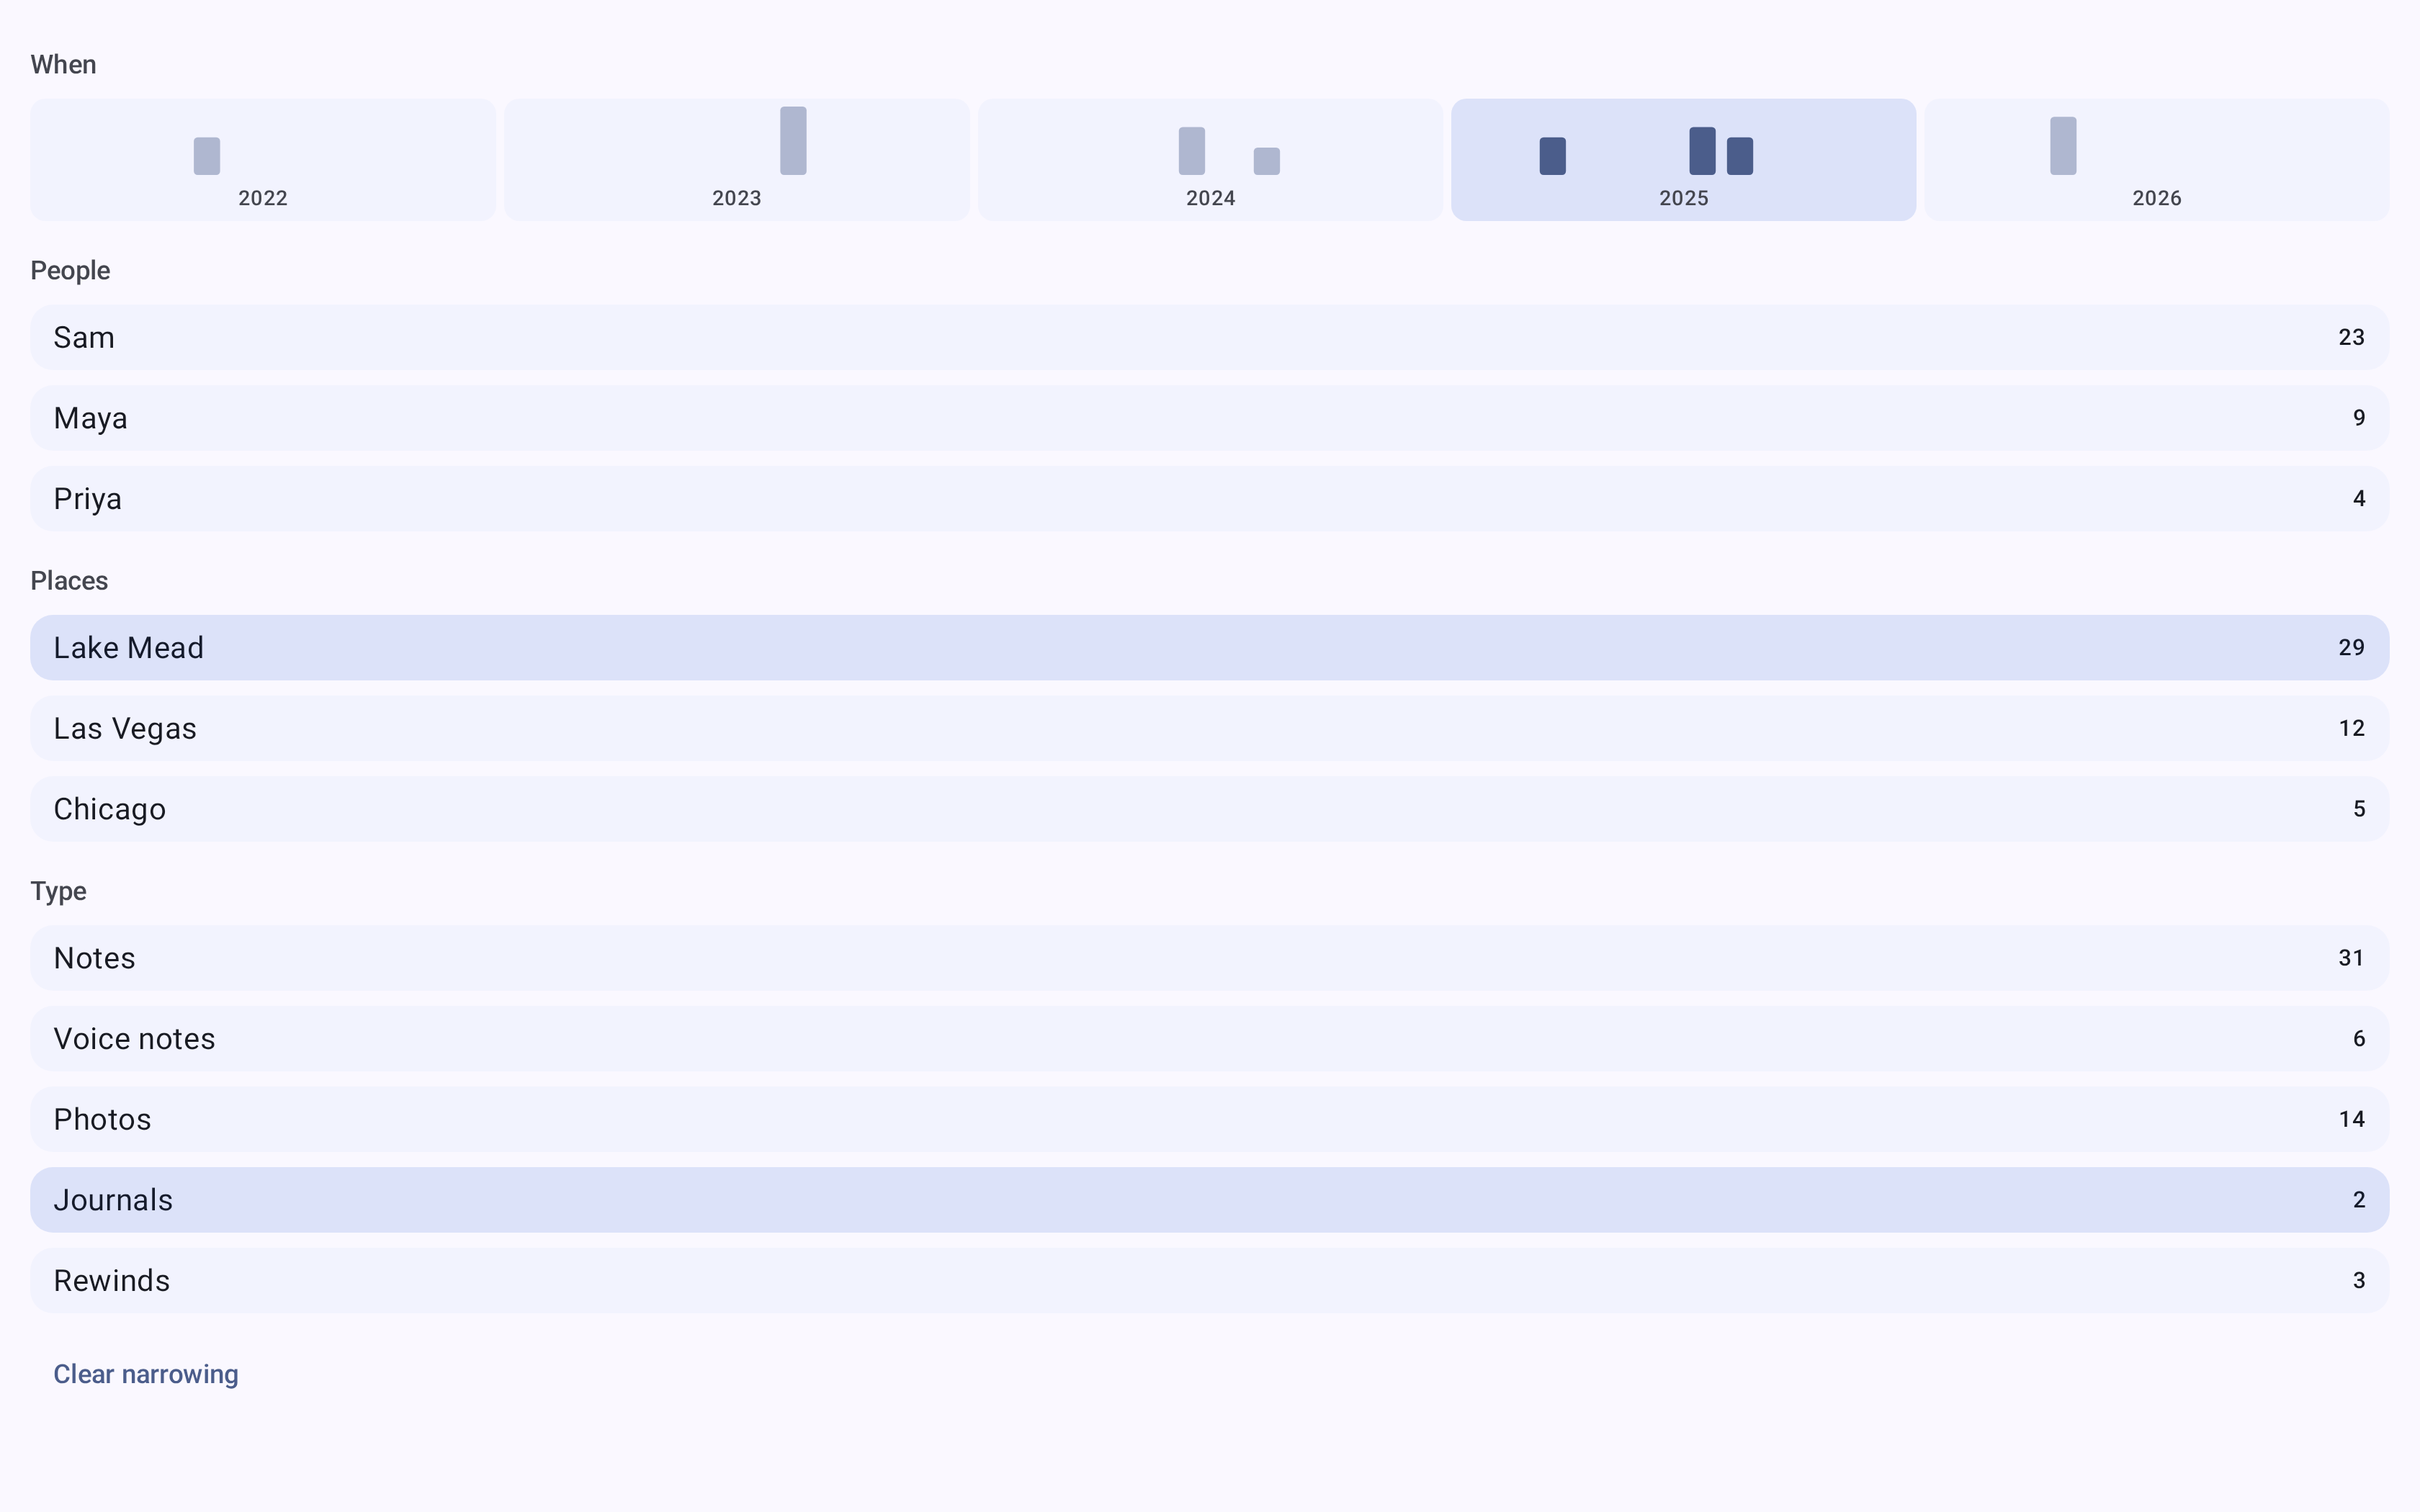 When
2022
2023
2024
2025
2026
People
Sam 23
Maya 9
Priya 4
Places
Lake Mead 29
Las Vegas 12
Chicago 5
Type
Notes 31
Voice notes 6
Photos 14
Journals 2
Rewinds 3
Clear narrowing